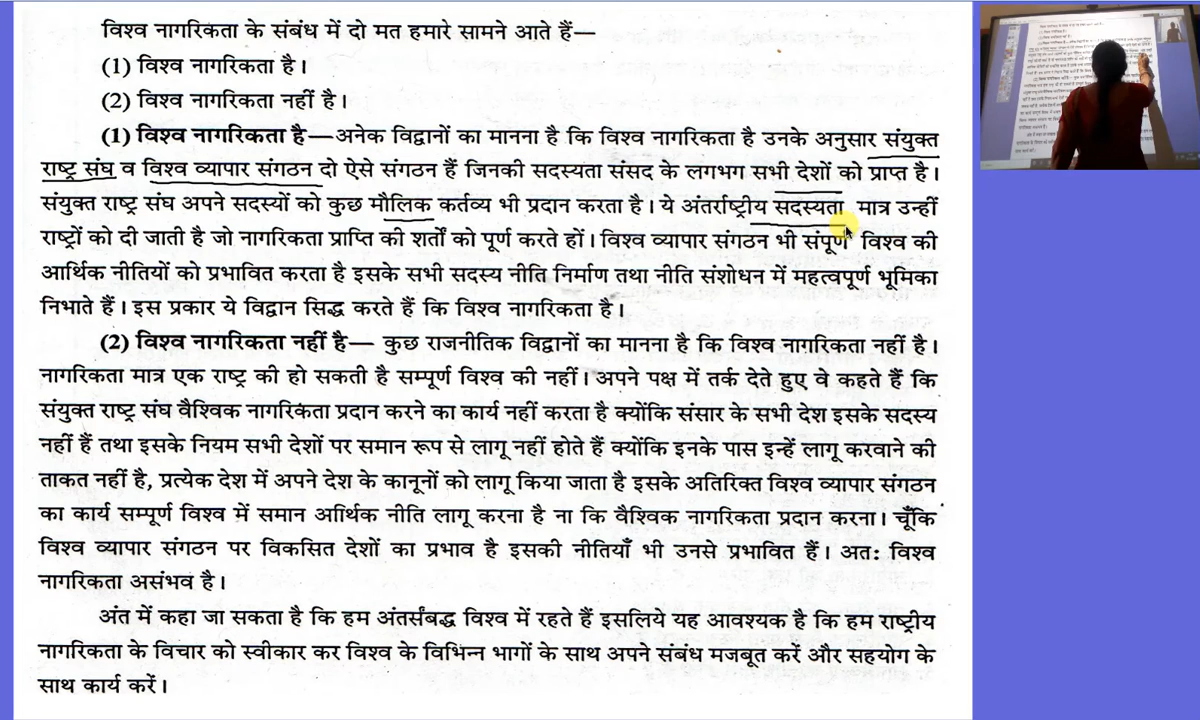 विश्व नागरिकता के संबंध में दो मत हमारे सामने आते हैं—
(1) विश्व नागरिकता है।
(2) विश्व नागरिकता नहीं है।
(1) विश्व नागरिकता है—अनेक विद्वानों का मानना है कि विश्व नागरिकता है उनके अनुसार संयुक्त
राष्ट्र संघ व विश्व व्यापार संगठन दो ऐसे संगठन हैं जिनकी सदस्यता संसद के लगभग सभी देशों को प्राप्त है।
संयुक्त राष्ट्र संघ अपने सदस्यों को कुछ मौलिक कर्तव्य भी प्रदान करता है। ये अंतर्राष्ट्रीय सदस्यता मात्र उन्हीं
राष्ट्रों को दी जाती है जो नागरिकता प्राप्ति की शर्तों को पूर्ण करते हों। विश्व व्यापार संगठन भी संपूर्ण विश्व की
आर्थिक नीतियों को प्रभावित करता है इसके सभी सदस्य नीति निर्माण तथा नीति संशोधन में महत्वपूर्ण भूमिका
निभाते हैं। इस प्रकार ये विद्वान सिद्ध करते हैं कि विश्व नागरिकता है।
(2) विश्व नागरिकता नहीं है— कुछ राजनीतिक विद्वानों का मानना है कि विश्व नागरिकता नहीं है।
नागरिकता मात्र एक राष्ट्र की हो सकती है सम्पूर्ण विश्व की नहीं। अपने पक्ष में तर्क देते हुए वे कहते हैं कि
संयुक्त राष्ट्र संघ वैश्विक नागरिकता प्रदान करने का कार्य नहीं करता है क्योंकि संसार के सभी देश इसके सदस्य
नहीं हैं तथा इसके नियम सभी देशों पर समान रूप से लागू नहीं होते हैं क्योंकि इनके पास इन्हें लागू करवाने की
ताकत नहीं है, प्रत्येक देश में अपने देश के कानूनों को लागू किया जाता है इसके अतिरिक्त विश्व व्यापार संगठन
का कार्य सम्पूर्ण विश्व में समान आर्थिक नीति लागू करना है ना कि वैश्विक नागरिकता प्रदान करना। चूँकि
विश्व व्यापार संगठन पर विकसित देशों का प्रभाव है इसकी नीतियाँ भी उनसे प्रभावित हैं। अतः विश्व
नागरिकता असंभव है।
अंत में कहा जा सकता है कि हम अंतर्संबद्ध विश्व में रहते हैं इसलिये यह आवश्यक है कि हम राष्ट्रीय
नागरिकता के विचार को स्वीकार कर विश्व के विभिन्न भागों के साथ अपने संबंध मजबूत करें और सहयोग के
साथ कार्य करें।